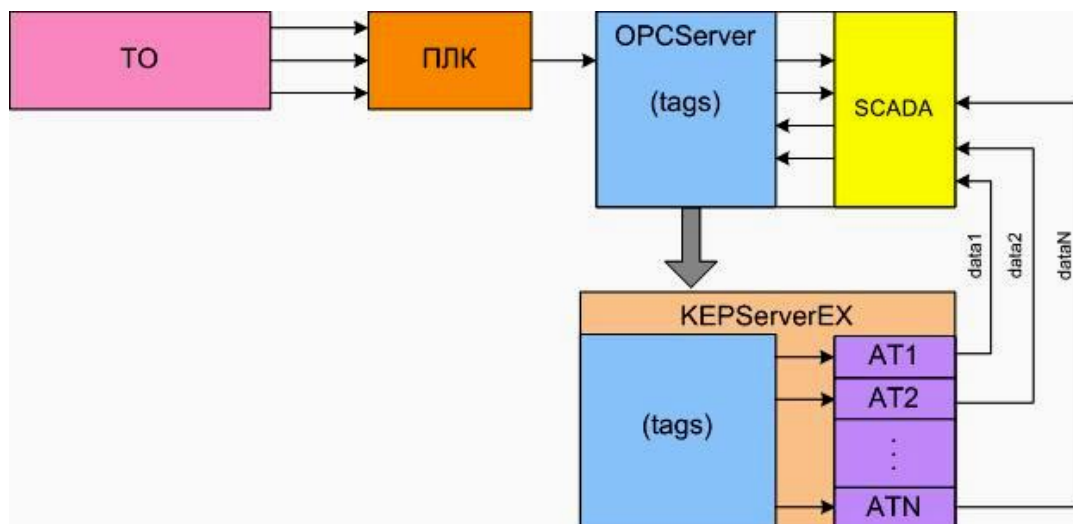 ТО
ПЛК
OPCServer
(tags)
SCADA
data1
data2
dataN
KEPServerEX
(tags)
AT1
AT2
...
ATN